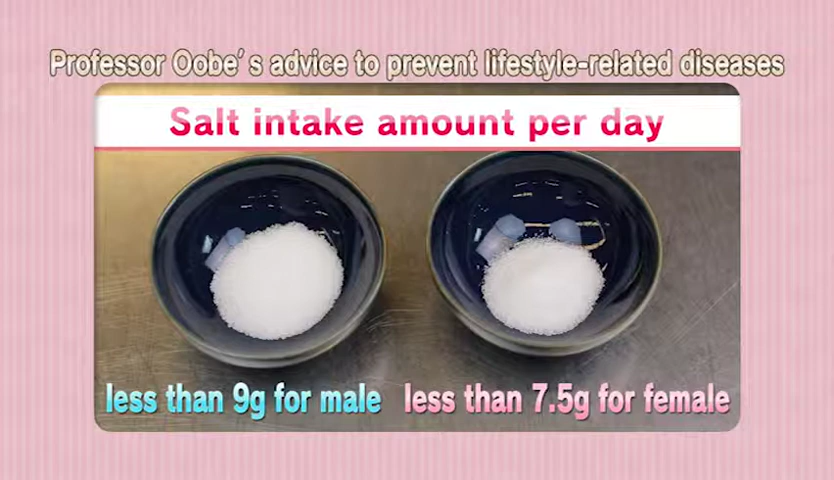 Professor Oobe's advice to prevent lifestyle-related diseases
Salt intake amount per day
less than 9g for male
less than 7.5g for female